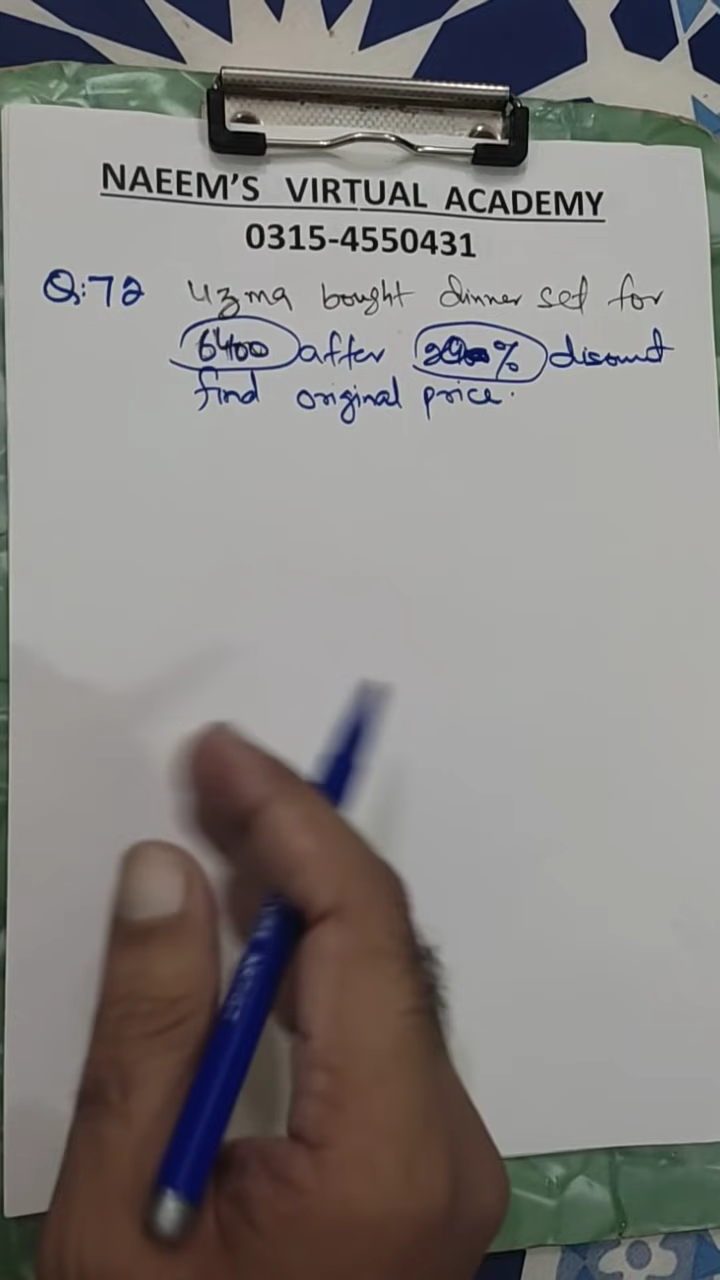 NAEEM'S VIRTUAL ACADEMY
0315-4550431
Q:72 Uzma bought dinner set for
6400 after % discount
find original price.